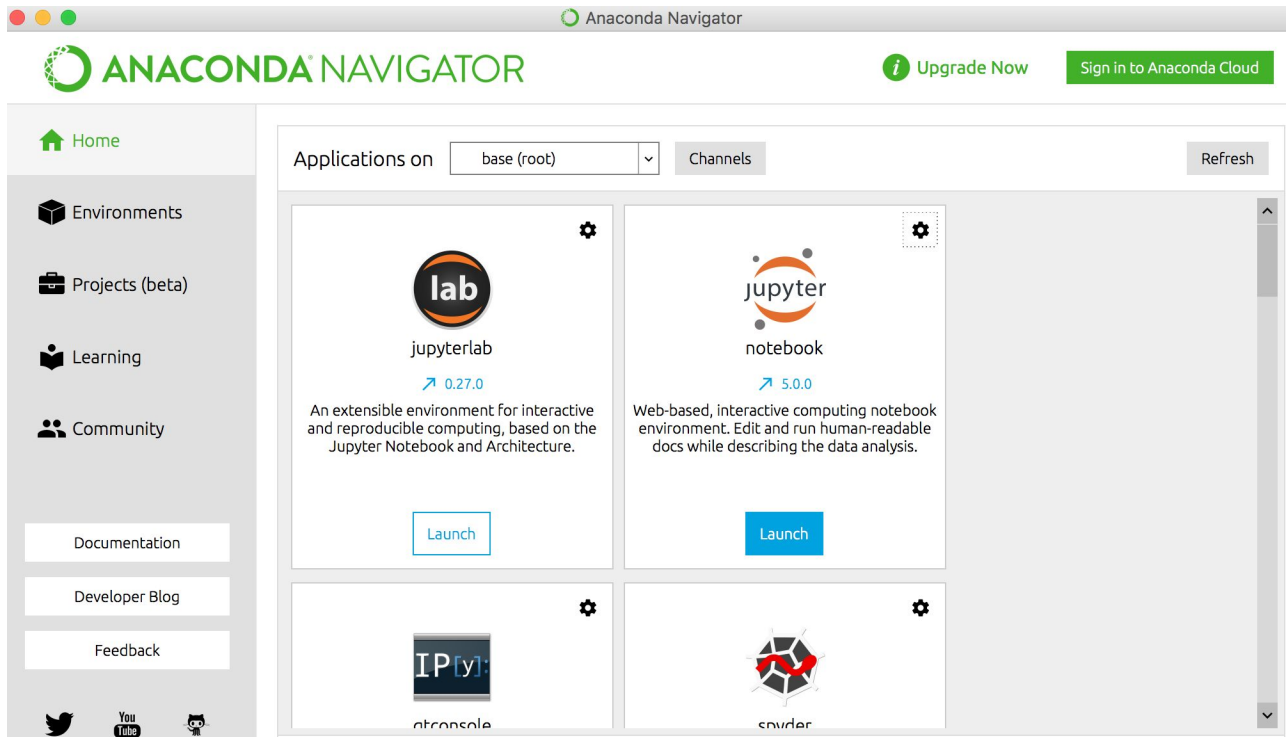 Anaconda Navigator
ANACONDA NAVIGATOR
Upgrade Now
Sign in to Anaconda Cloud
Home
Environments
Projects (beta)
Learning
Community
Documentation
Developer Blog
Feedback
You
Tube
Applications on
base (root)
Channels
Refresh
lab
jupyterlab
0.27.0
An extensible environment for interactive
and reproducible computing, based on the
Jupyter Notebook and Architecture.
Launch
jupyter
notebook
5.0.0
Web-based, interactive computing notebook
environment. Edit and run human-readable
docs while describing the data analysis.
Launch
IP[y]:
qtconsole
spyder